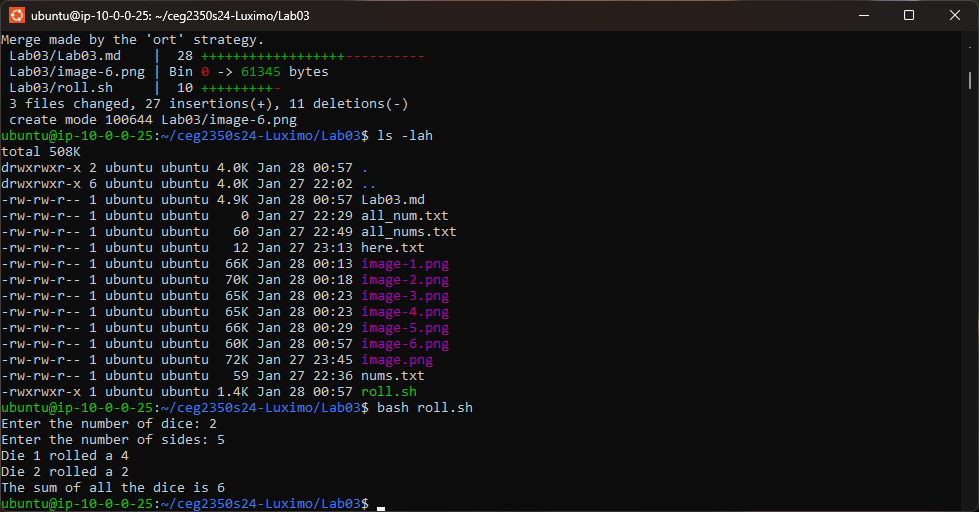 ubuntu@ip-10-0-0-25: ~/ceg2350s24-Luximo/Lab03
Merge made by the 'ort' strategy.
 Lab03/Lab03.md    |  28 ++++++++++++++++++----------
 Lab03/image-6.png | Bin 0 -> 61345 bytes
 Lab03/roll.sh     |  10 +++++++++-
 3 files changed, 27 insertions(+), 11 deletions(-)
 create mode 100644 Lab03/image-6.png
ubuntu@ip-10-0-0-25:~/ceg2350s24-Luximo/Lab03$ ls -lah
total 508K
drwxrwxr-x 2 ubuntu ubuntu 4.0K Jan 28 00:57 .
drwxrwxr-x 6 ubuntu ubuntu 4.0K Jan 27 22:02 ..
-rw-rw-r-- 1 ubuntu ubuntu 4.9K Jan 28 00:57 Lab03.md
-rw-rw-r-- 1 ubuntu ubuntu    0 Jan 27 22:29 all_num.txt
-rw-rw-r-- 1 ubuntu ubuntu   60 Jan 27 22:49 all_nums.txt
-rw-rw-r-- 1 ubuntu ubuntu   12 Jan 27 23:13 here.txt
-rw-rw-r-- 1 ubuntu ubuntu  66K Jan 28 00:13 image-1.png
-rw-rw-r-- 1 ubuntu ubuntu  70K Jan 28 00:18 image-2.png
-rw-rw-r-- 1 ubuntu ubuntu  65K Jan 28 00:23 image-3.png
-rw-rw-r-- 1 ubuntu ubuntu  65K Jan 28 00:23 image-4.png
-rw-rw-r-- 1 ubuntu ubuntu  66K Jan 28 00:29 image-5.png
-rw-rw-r-- 1 ubuntu ubuntu  60K Jan 28 00:57 image-6.png
-rw-rw-r-- 1 ubuntu ubuntu  72K Jan 27 23:45 image.png
-rw-rw-r-- 1 ubuntu ubuntu   59 Jan 27 22:36 nums.txt
-rwxrwxr-x 1 ubuntu ubuntu 1.4K Jan 28 00:57 roll.sh
ubuntu@ip-10-0-0-25:~/ceg2350s24-Luximo/Lab03$ bash roll.sh
Enter the number of dice: 2
Enter the number of sides: 5
Die 1 rolled a 4
Die 2 rolled a 2
The sum of all the dice is 6
ubuntu@ip-10-0-0-25:~/ceg2350s24-Luximo/Lab03$